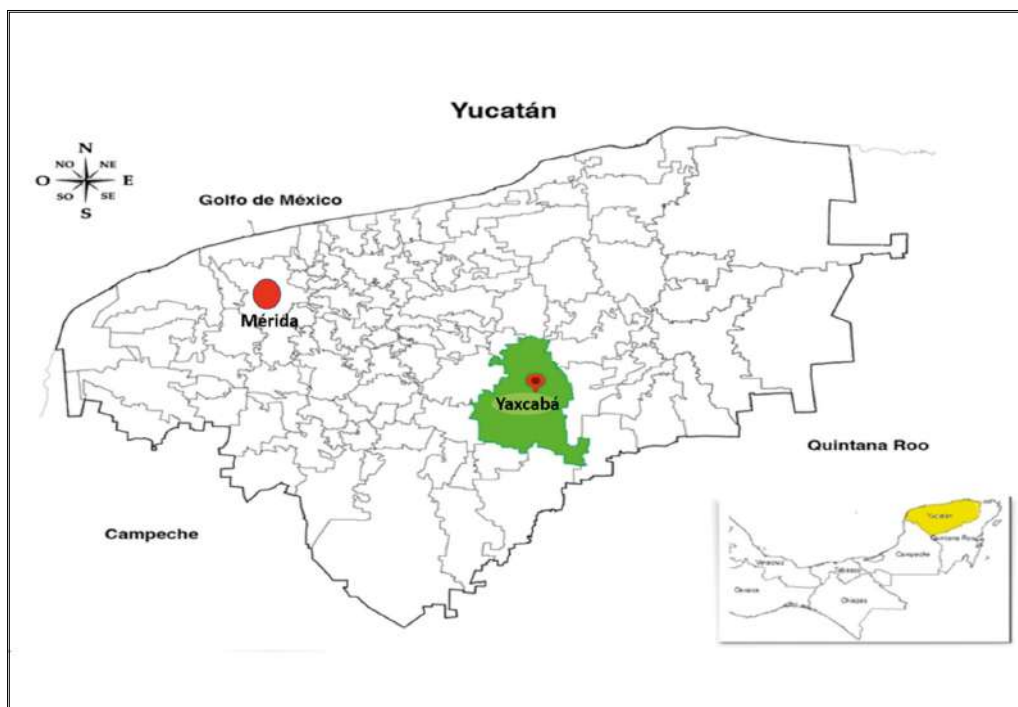 Yucatán
N
NO NE
O E
SO SE
S
Golfo de México
Mérida
Yaxcabá
Quintana Roo
Campeche
Yucatán
Quintana Roo
Campeche
Veracruz
Tabasco
Oaxaca
Chiapas